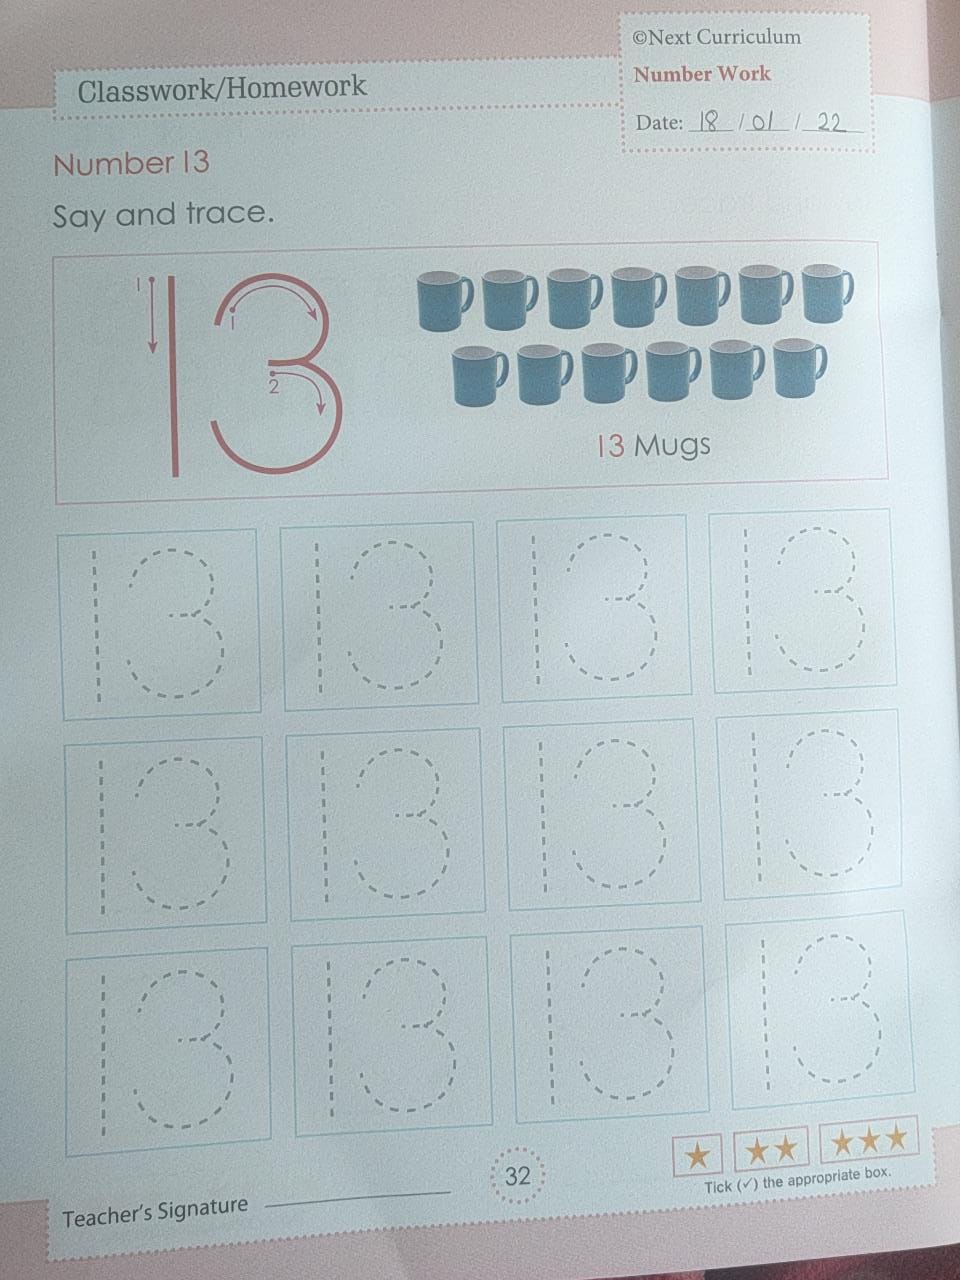 ©Next Curriculum
Classwork/Homework
Number Work
Date: 18 / 01 / 22
Number 13
Say and trace.
1 13 1 2
13 Mugs
13 13 13 13
13 13 13 13
13 13 13 13
32
Tick (✓) the appropriate box.
Teacher's Signature